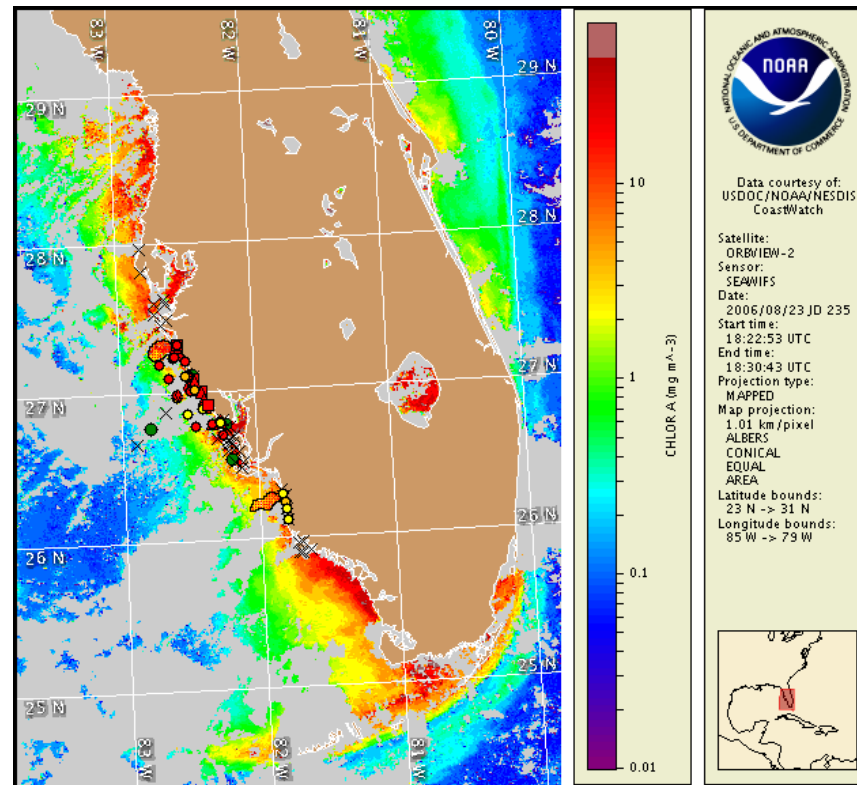 83 W
82 W
81 W
80 W
29 N
29 N
28 N
28 N
27 N
27 N
26 N
26 N
25 N
25 N
83 W
82 W
81 W
10
1
0.1
0.01
CHLOR A (mg m^-3)
NATIONAL OCEANIC AND ATMOSPHERIC ADMINISTRATION
NOAA
U.S. DEPARTMENT OF COMMERCE
Data courtesy of:
USDOC/NOAA/NESDIS
CoastWatch
Satellite:
ORBVIEW-2
Sensor:
SEAWIFS
Date:
2006/08/23 JD 235
Start time:
18:22:53 UTC
End time:
18:30:43 UTC
Projection type:
MAPPED
Map projection:
1.01 km/pixel
ALBERS
CONICAL
EQUAL
AREA
Latitude bounds:
23 N -> 31 N
Longitude bounds:
85 W -> 79 W